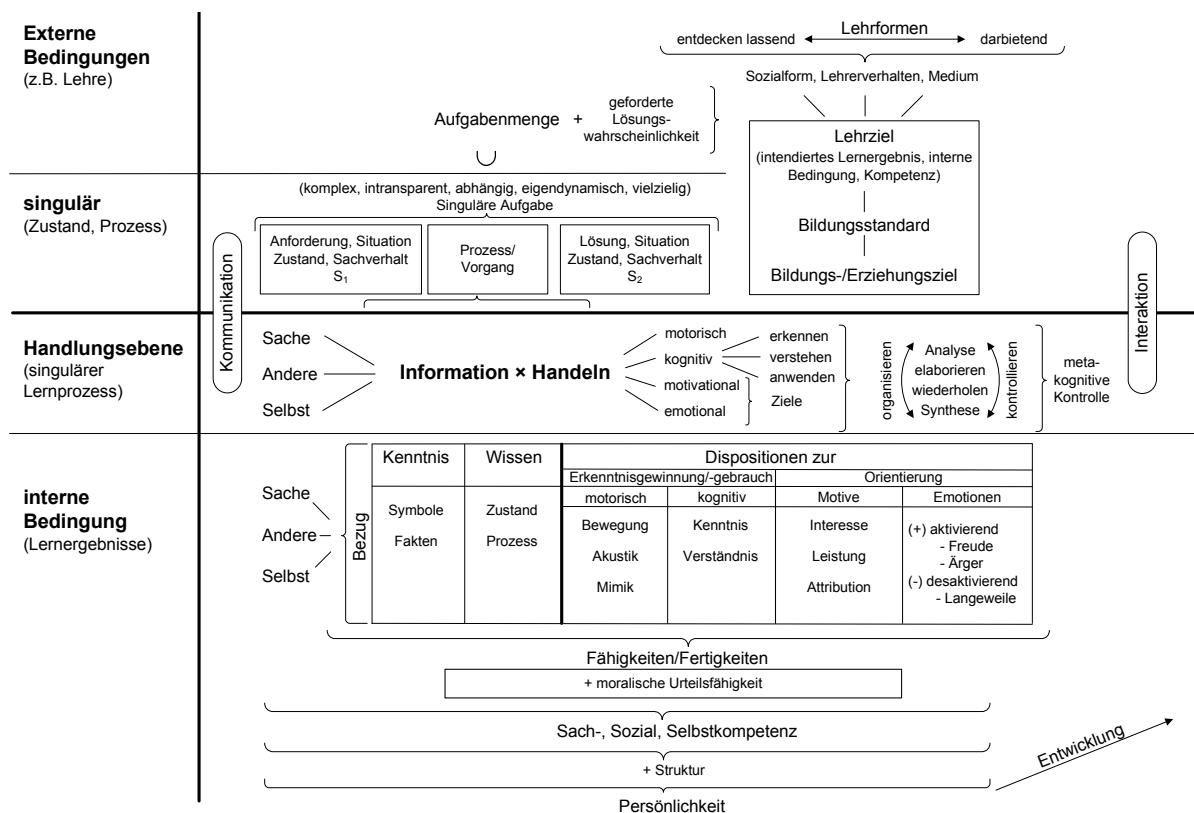 Externe
Bedingungen
(z.B. Lehre)
Lehrformen
entdecken lassend
darbietend
Sozialform, Lehrerverhalten, Medium
Aufgabenmenge +
geforderte
Lösungs-
wahrscheinlichkeit
Lehrziel
(intendiertes Lernergebnis, interne
Bedingung, Kompetenz)
Bildungsstandard
Bildungs-/Erziehungsziel
singulär
(Zustand, Prozess)
(komplex, intransparent, abhängig, eigendynamisch, vielzielig)
Singuläre Aufgabe
Anforderung, Situation
Zustand, Sachverhalt
S₁
Prozess/
Vorgang
Lösung, Situation
Zustand, Sachverhalt
S₂
Kommunikation
Interaktion
Handlungsebene
(singulärer
Lernprozess)
Sache
Andere
Selbst
Information × Handeln
motorisch
kognitiv
motivational
emotional
erkennen
verstehen
anwenden
Ziele
organisieren
Analyse
elaborieren
wiederholen
Synthese
kontrollieren
meta-
kognitive
Kontrolle
interne
Bedingung
(Lernergebnisse)
Sache
Andere
Selbst
Bezug
Kenntnis
Symbole
Fakten
Wissen
Zustand
Prozess
Dispositionen zur
Erkenntnisgewinnung/-gebrauch
Orientierung
motorisch
Bewegung
Akustik
Mimik
kognitiv
Kenntnis
Verständnis
Motive
Interesse
Leistung
Attribution
Emotionen
(+) aktivierend
- Freude
- Ärger
(-) desaktivierend
- Langeweile
Fähigkeiten/Fertigkeiten
+ moralische Urteilsfähigkeit
Sach-, Sozial, Selbstkompetenz
+ Struktur
Persönlichkeit
Entwicklung